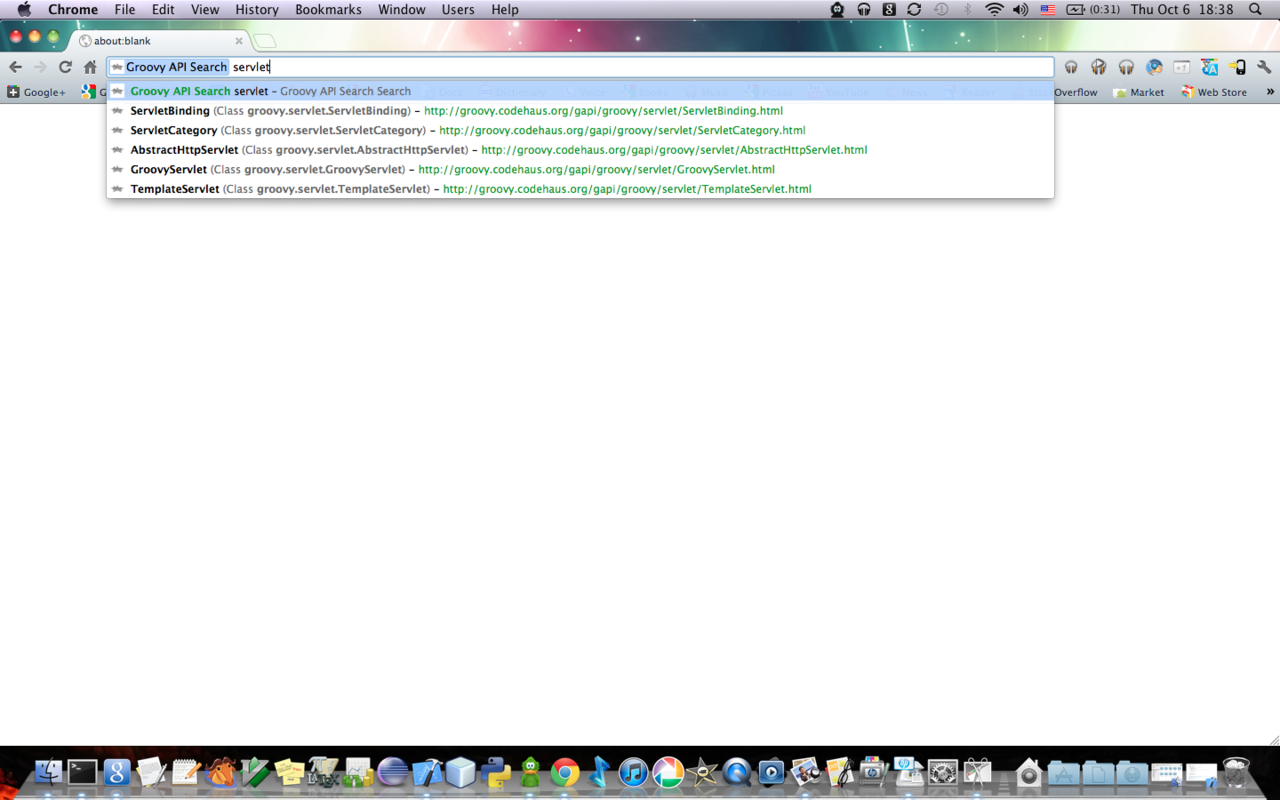 Chrome File Edit View History Bookmarks Window Users Help (0:31) Thu Oct 6 18:38
about:blank
Groovy API Search servlet
Google+ G Overflow Market Web Store »
Groovy API Search servlet – Groovy API Search Search
ServletBinding (Class groovy.servlet.ServletBinding) – http://groovy.codehaus.org/gapi/groovy/servlet/ServletBinding.html
ServletCategory (Class groovy.servlet.ServletCategory) – http://groovy.codehaus.org/gapi/groovy/servlet/ServletCategory.html
AbstractHttpServlet (Class groovy.servlet.AbstractHttpServlet) – http://groovy.codehaus.org/gapi/groovy/servlet/AbstractHttpServlet.html
GroovyServlet (Class groovy.servlet.GroovyServlet) – http://groovy.codehaus.org/gapi/groovy/servlet/GroovyServlet.html
TemplateServlet (Class groovy.servlet.TemplateServlet) – http://groovy.codehaus.org/gapi/groovy/servlet/TemplateServlet.html